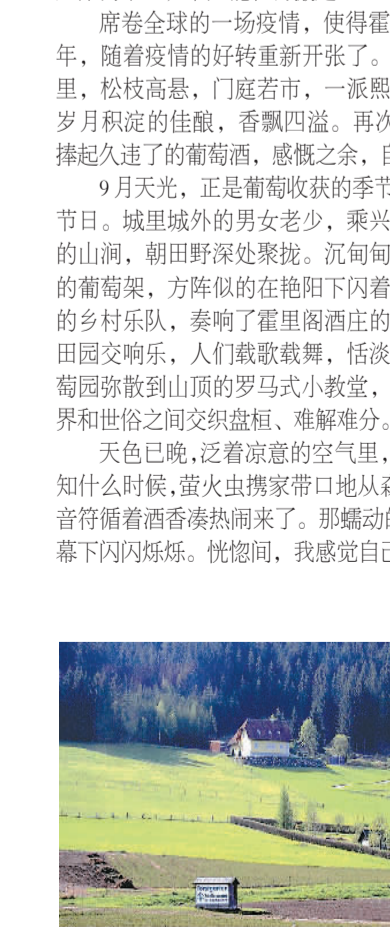 席卷全球的一场疫情，使得霍
年，随着疫情的好转重新开张了。
里，松枝高悬，门庭若市，一派熙
岁月积淀的佳酿，香飘四溢。再次
捧起久违了的葡萄酒，感慨之余，自
9月天光，正是葡萄收获的季节
节日。城里城外的男女老少，乘兴
的山涧，朝田野深处聚拢。沉甸甸
的葡萄架，方阵似的在艳阳下闪着
的乡村乐队，奏响了霍里阁酒庄的
田园交响乐，人们载歌载舞，恬淡
萄园弥散到山顶的罗马式小教堂，
界和世俗之间交织盘桓、难解难分。
天色已晚，泛着凉意的空气里，
知什么时候，萤火虫携家带口地从森
音符循着酒香凑热闹来了。那蠕动的
幕下闪闪烁烁。恍惚间，我感觉自己